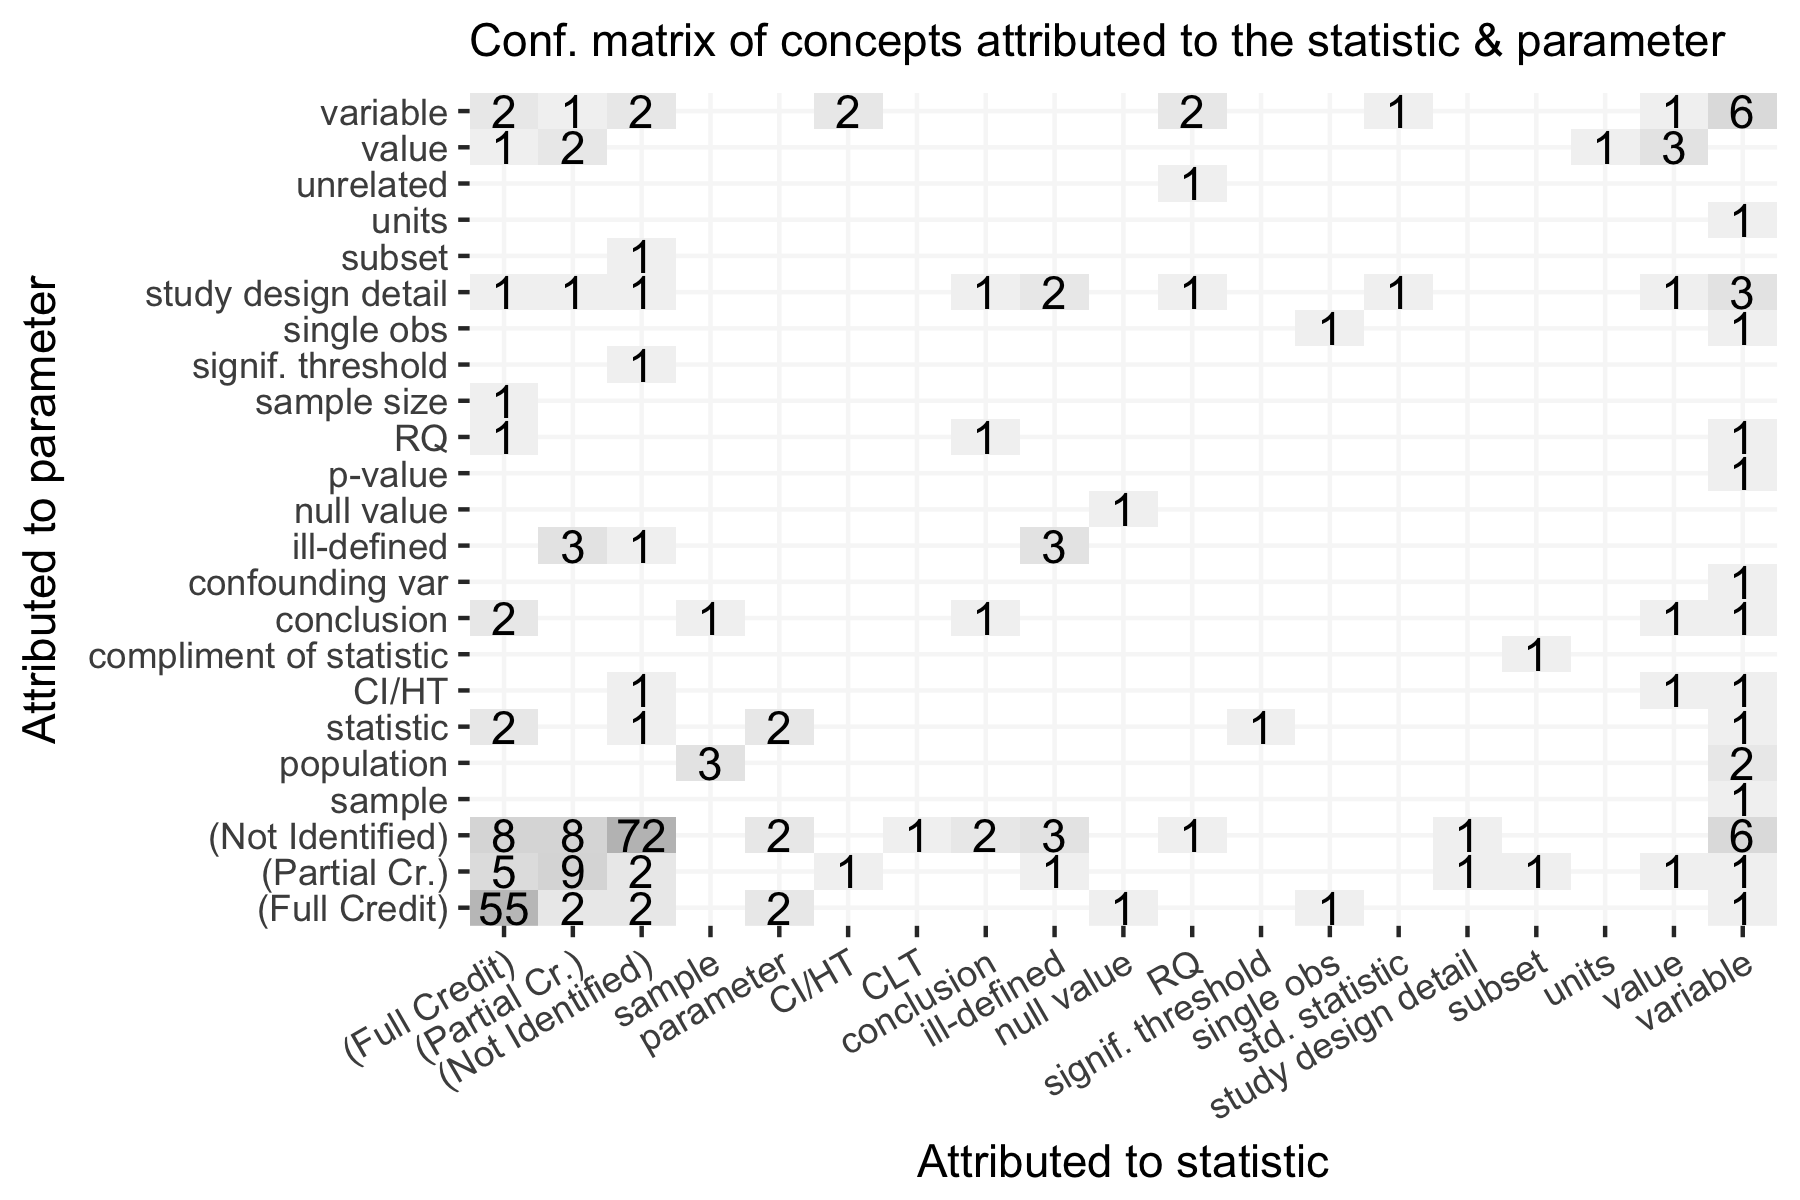 Conf. matrix of concepts attributed to the statistic & parameter
Attributed to parameter
variable 2 1 2 2 2 1 1 6
value 1 2 1 3
unrelated 1
units 1
subset 1
study design detail 1 1 1 1 2 1 1 1 3
single obs 1 1
signif. threshold 1
sample size 1
RQ 1 1 1
p-value 1
null value 1
ill-defined 3 1 3
confounding var 1
conclusion 2 1 1 1 1
compliment of statistic 1
CI/HT 1 1 1
statistic 2 1 2 1 1
population 3 2
sample 1
(Not Identified) 8 8 72 2 1 2 3 1 1 6
(Partial Cr.) 5 9 2 1 1 1 1 1 1
(Full Credit) 55 2 2 2 1 1 1
(Full Credit)
(Partial Cr.)
(Not Identified)
sample
parameter
CI/HT
CLT
conclusion
ill-defined
null value
RQ
signif. threshold
single obs
std. statistic
study design detail
subset
units
value
variable
Attributed to statistic